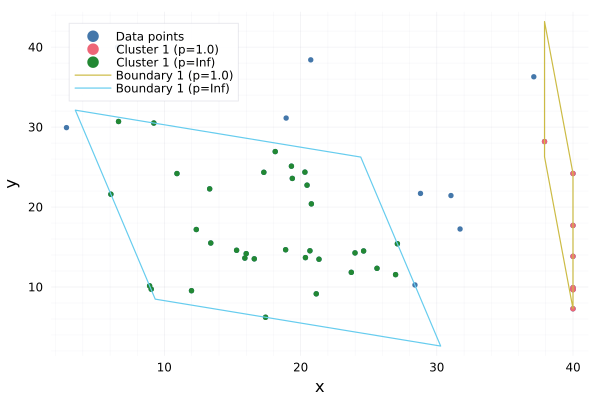 Data points
Cluster 1 (p=1.0)
Cluster 1 (p=Inf)
Boundary 1 (p=1.0)
Boundary 1 (p=Inf)
40
30
20
10
y
10 20 30 40
x